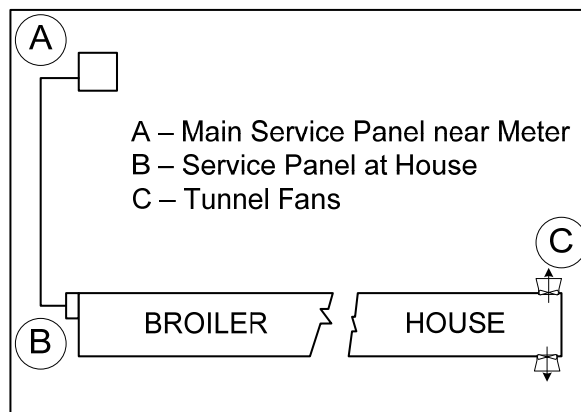 A
A – Main Service Panel near Meter
B – Service Panel at House
C – Tunnel Fans
C
BROILER HOUSE
B